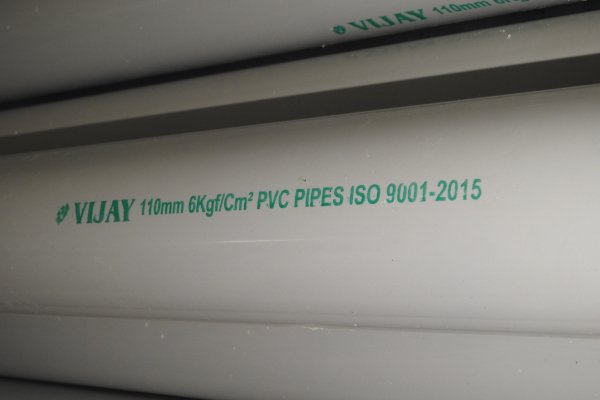 VIJAY 110mm
VIJAY 110mm 6Kgf/Cm² PVC PIPES ISO 9001-2015